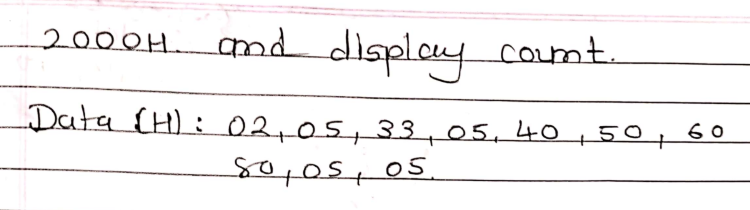 2000H. and display count.
Data (H): 02, 05, 33, 05, 40, 50, 60
80, 05, 05.